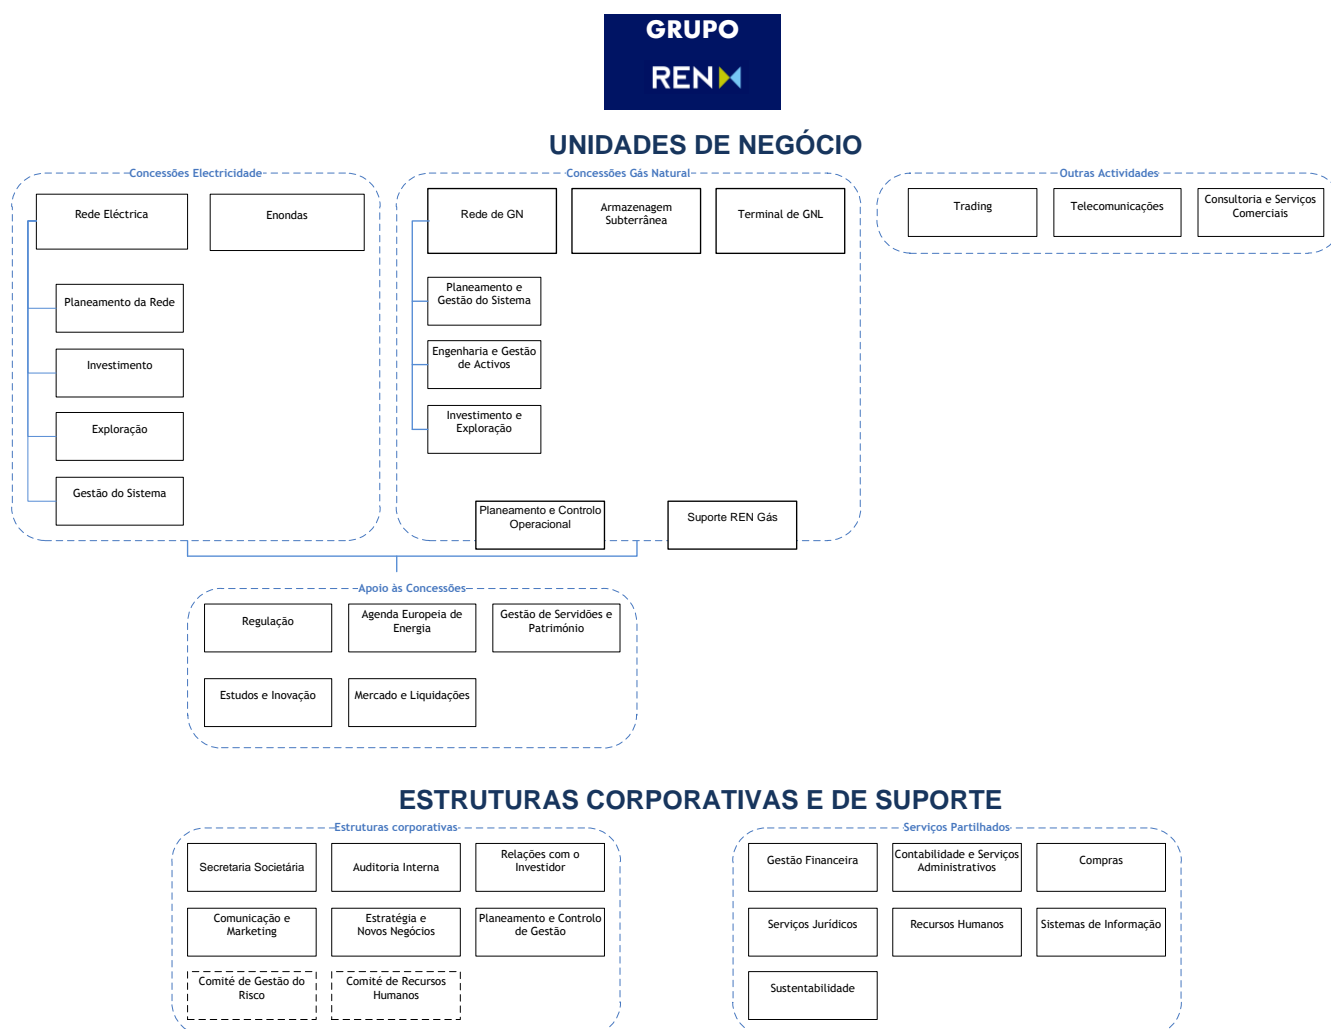 GRUPO
REN
UNIDADES DE NEGÓCIO
Concessões Electricidade
Rede Eléctrica
Enondas
Planeamento da Rede
Investimento
Exploração
Gestão do Sistema
Concessões Gás Natural
Rede de GN
Armazenagem
Subterrânea
Terminal de GNL
Planeamento e
Gestão do Sistema
Engenharia e Gestão
de Activos
Investimento e
Exploração
Planeamento e Controlo
Operacional
Suporte REN Gás
Outras Actividades
Trading
Telecomunicações
Consultoria e Serviços
Comerciais
Apoio às Concessões
Regulação
Agenda Europeia de
Energia
Gestão de Servidões e
Património
Estudos e Inovação
Mercado e Liquidações
ESTRUTURAS CORPORATIVAS E DE SUPORTE
Estruturas corporativas
Secretaria Societária
Auditoria Interna
Relações com o
Investidor
Comunicação e
Marketing
Estratégia e
Novos Negócios
Planeamento e Controlo
de Gestão
Comité de Gestão do
Risco
Comité de Recursos
Humanos
Serviços Partilhados
Gestão Financeira
Contabilidade e Serviços
Administrativos
Compras
Serviços Jurídicos
Recursos Humanos
Sistemas de Informação
Sustentabilidade